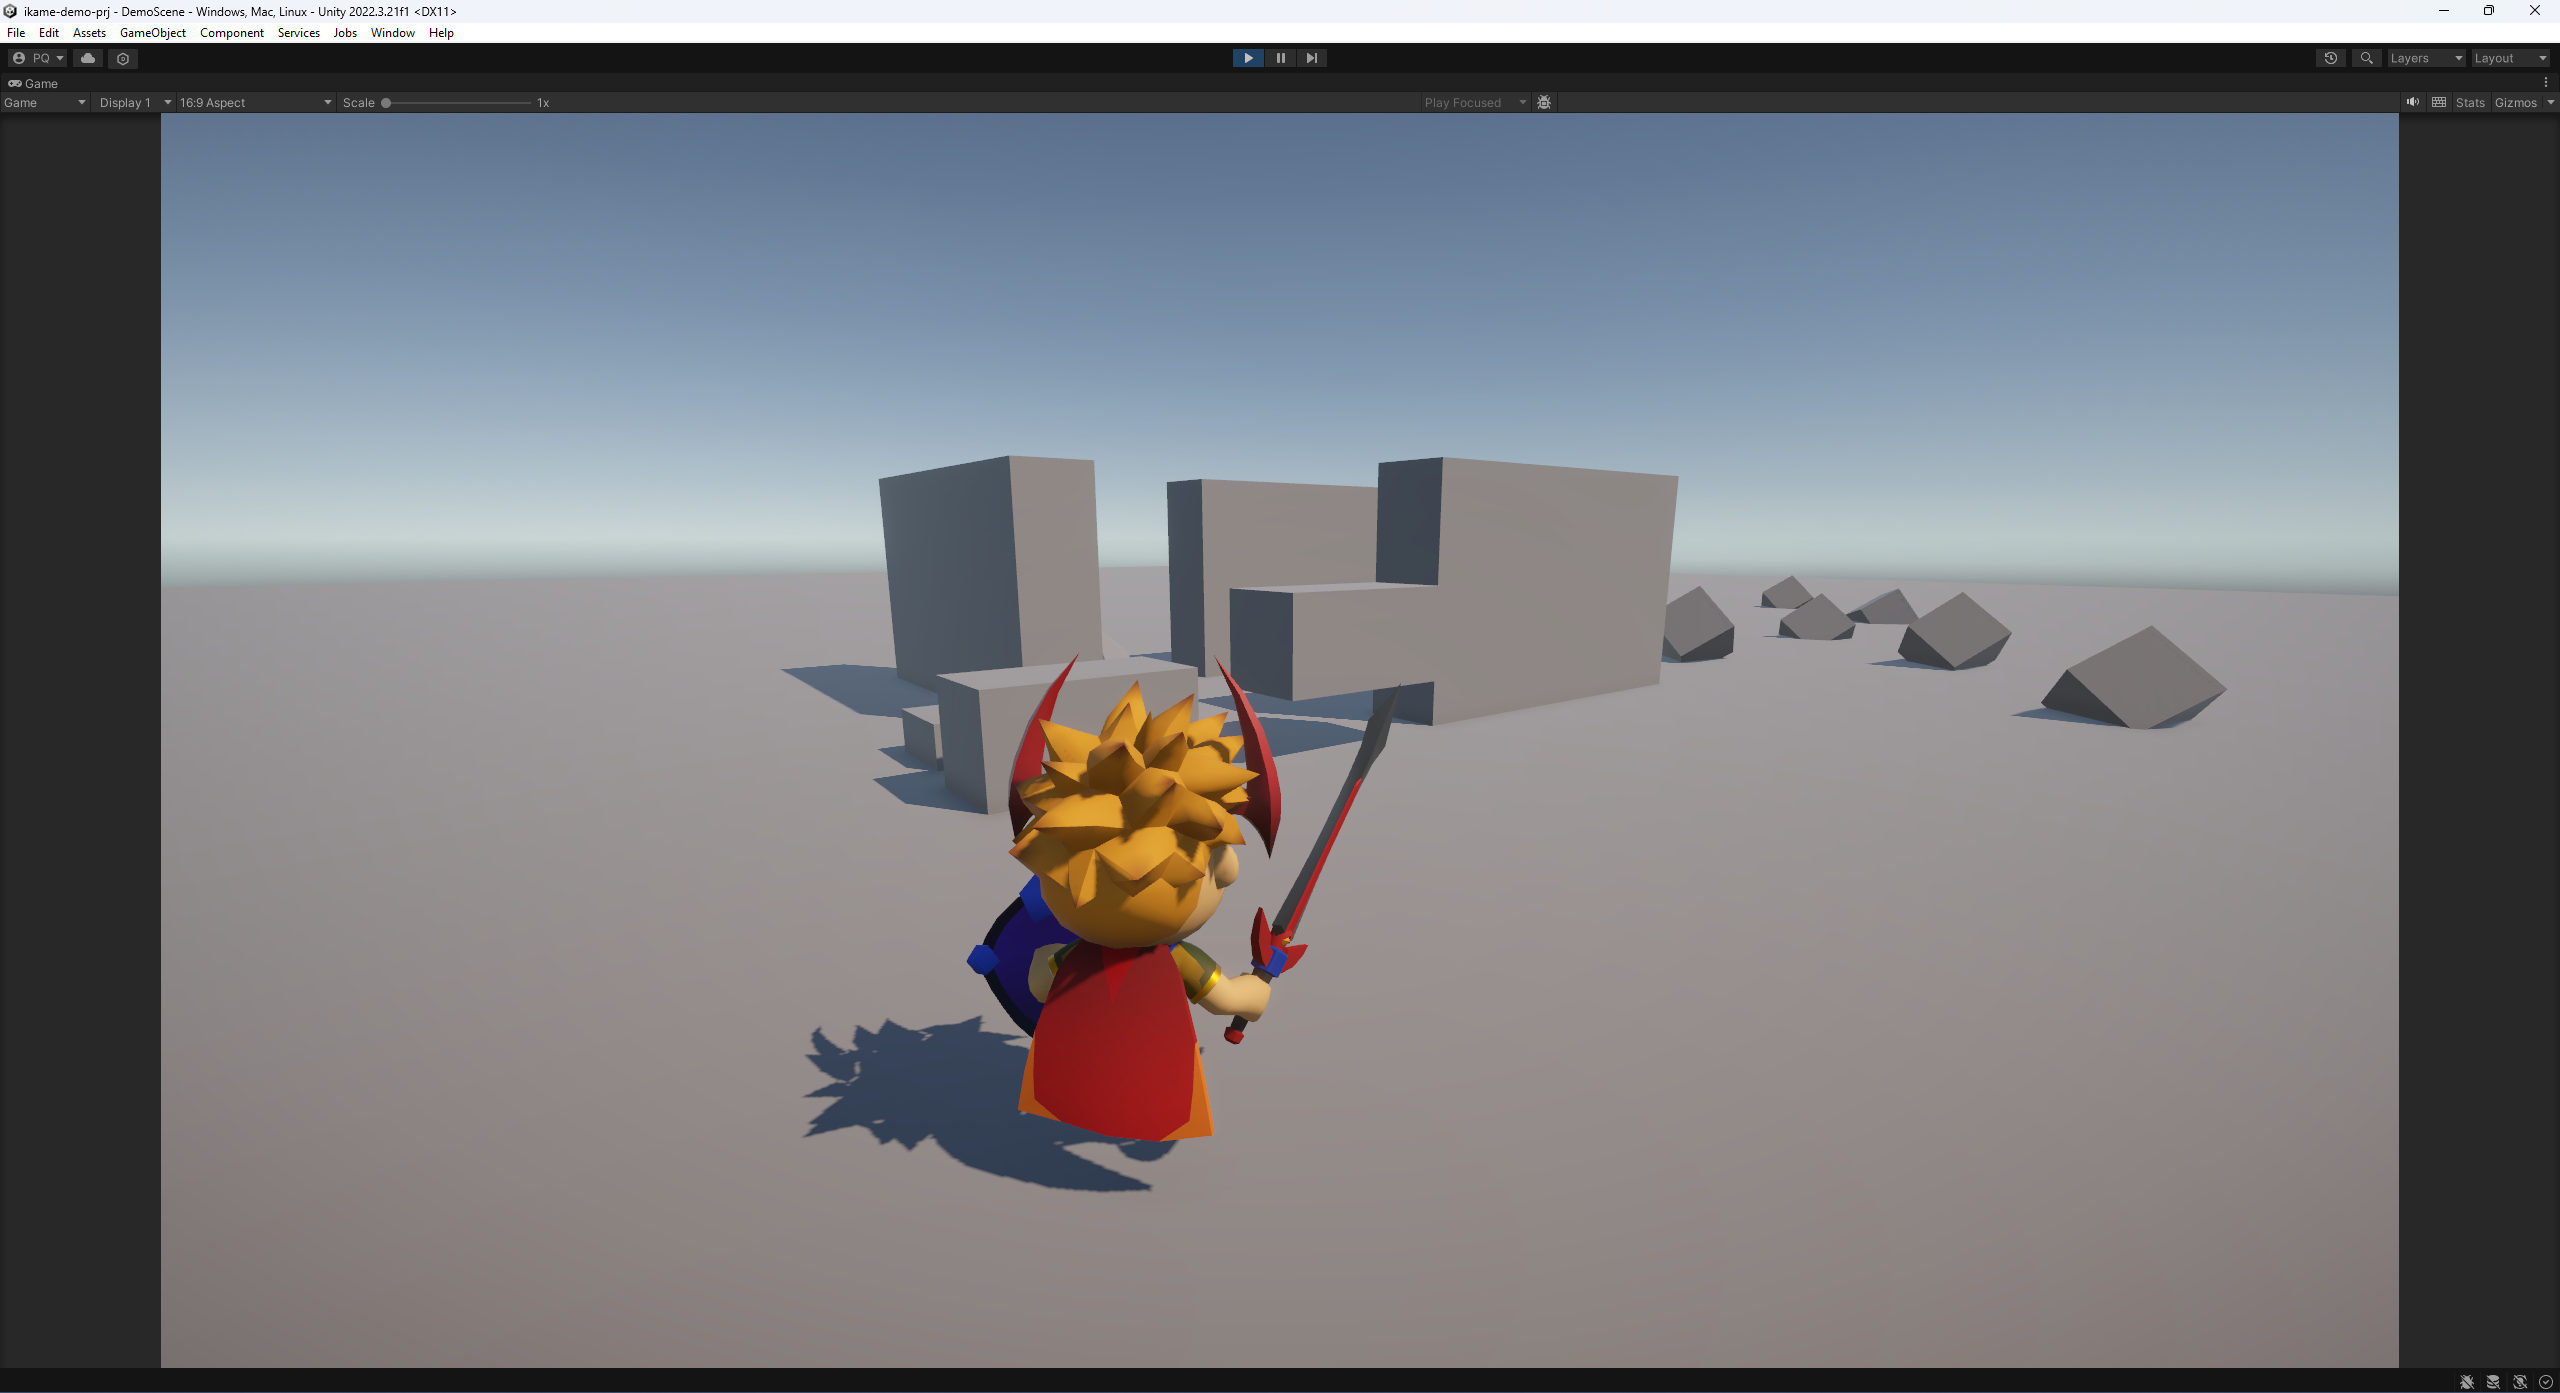 ikame-demo-prj - DemoScene - Windows, Mac, Linux - Unity 2022.3.21f1 <DX11>
File Edit Assets GameObject Component Services Jobs Window Help
PQ Layers Layout
Game
Game Display 1 16:9 Aspect Scale 1x Play Focused Stats Gizmos